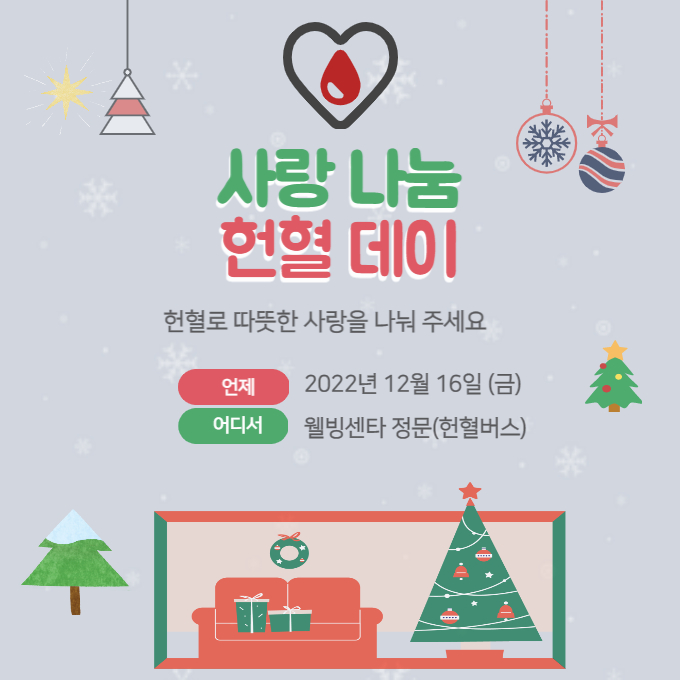 사랑 나눔
헌혈 데이
헌혈로 따뜻한 사랑을 나눠 주세요
언제 2022년 12월 16일 (금)
어디서 웰빙센타 정문(헌혈버스)